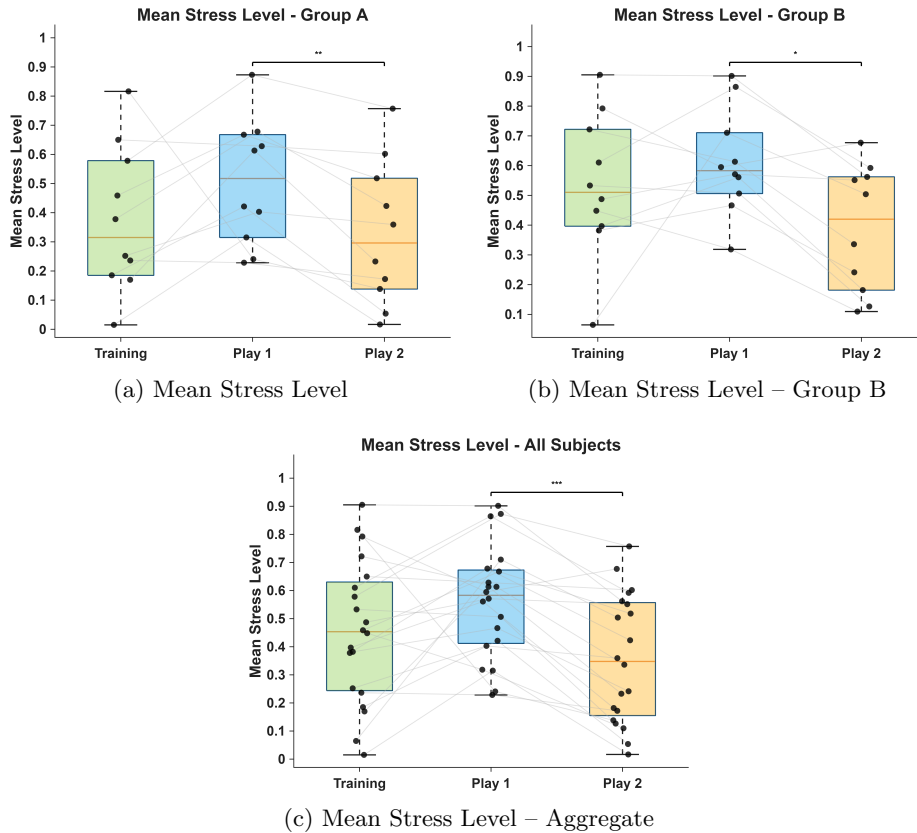 Mean Stress Level - Group A
Mean Stress Level
1
0.9
0.8
0.7
0.6
0.5
0.4
0.3
0.2
0.1
0
**
Training Play 1 Play 2
(a) Mean Stress Level
Mean Stress Level - Group B
Mean Stress Level
1
0.9
0.8
0.7
0.6
0.5
0.4
0.3
0.2
0.1
*
Training Play 1 Play 2
(b) Mean Stress Level – Group B
Mean Stress Level - All Subjects
Mean Stress Level
1
0.9
0.8
0.7
0.6
0.5
0.4
0.3
0.2
0.1
0
***
Training Play 1 Play 2
(c) Mean Stress Level – Aggregate